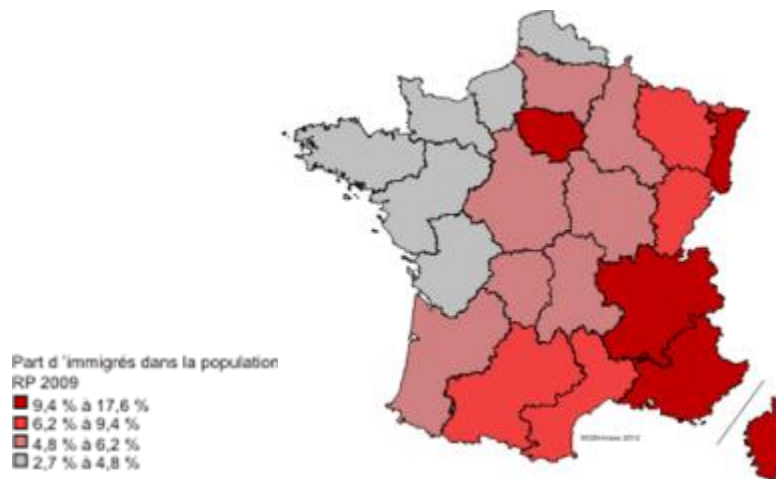 Part d 'immigrés dans la population
RP 2009
9,4 % à 17,6 %
6,2 % à 9,4 %
4,8 % à 6,2 %
2,7 % à 4,8 %